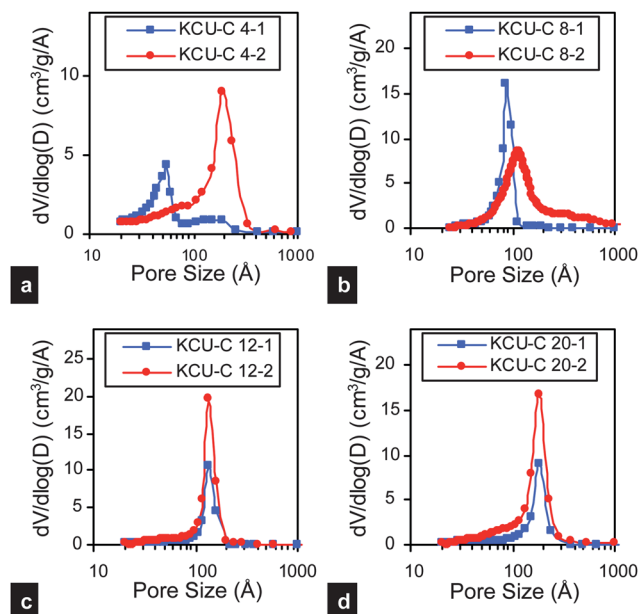 KCU-C 4-1
KCU-C 4-2
dV/dlog(D) (cm³/g/A)
10
5
0
10 100 1000
Pore Size (Å)
a
KCU-C 8-1
KCU-C 8-2
dV/dlog(D) (cm³/g/A)
20
15
10
5
0
10 100 1000
Pore Size (Å)
b
KCU-C 12-1
KCU-C 12-2
dV/dlog(D) (cm³/g/A)
25
20
15
10
5
0
10 100 1000
Pore Size (Å)
c
KCU-C 20-1
KCU-C 20-2
dV/dlog(D) (cm³/g/A)
20
15
10
5
0
10 100 1000
Pore Size (Å)
d